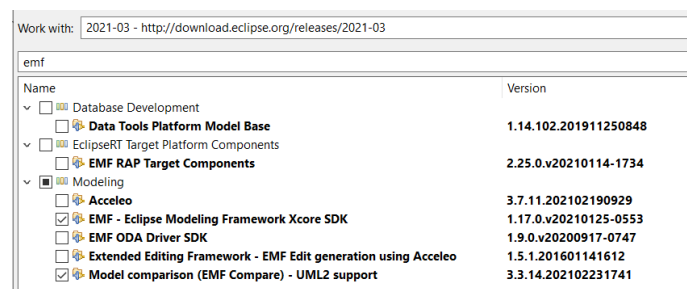 Work with: 2021-03 - http://download.eclipse.org/releases/2021-03
emf
Name Version
Database Development
Data Tools Platform Model Base 1.14.102.201911250848
EclipseRT Target Platform Components
EMF RAP Target Components 2.25.0.v20210114-1734
Modeling
Acceleo 3.7.11.202102190929
EMF - Eclipse Modeling Framework Xcore SDK 1.17.0.v20210125-0553
EMF ODA Driver SDK 1.9.0.v20200917-0747
Extended Editing Framework - EMF Edit generation using Acceleo 1.5.1.201601141612
Model comparison (EMF Compare) - UML2 support 3.3.14.202102231741